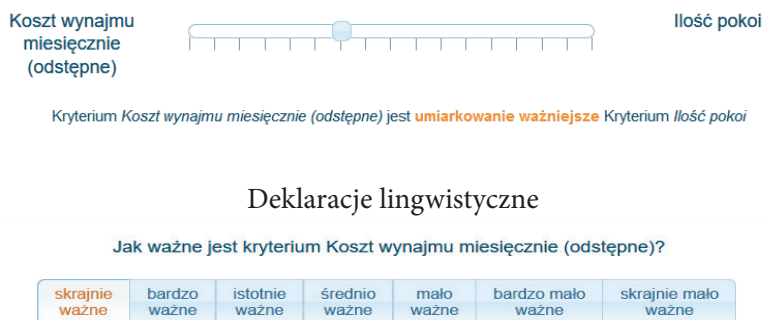 Koszt wynajmu
miesięcznie
(odstępne)
Ilość pokoi
Kryterium Koszt wynajmu miesięcznie (odstępne) jest umiarkowanie ważniejsze Kryterium Ilość pokoi
Deklaracje lingwistyczne
Jak ważne jest kryterium Koszt wynajmu miesięcznie (odstępne)?
skrajnie ważne
bardzo ważne
istotnie ważne
średnio ważne
mało ważne
bardzo mało ważne
skrajnie mało ważne